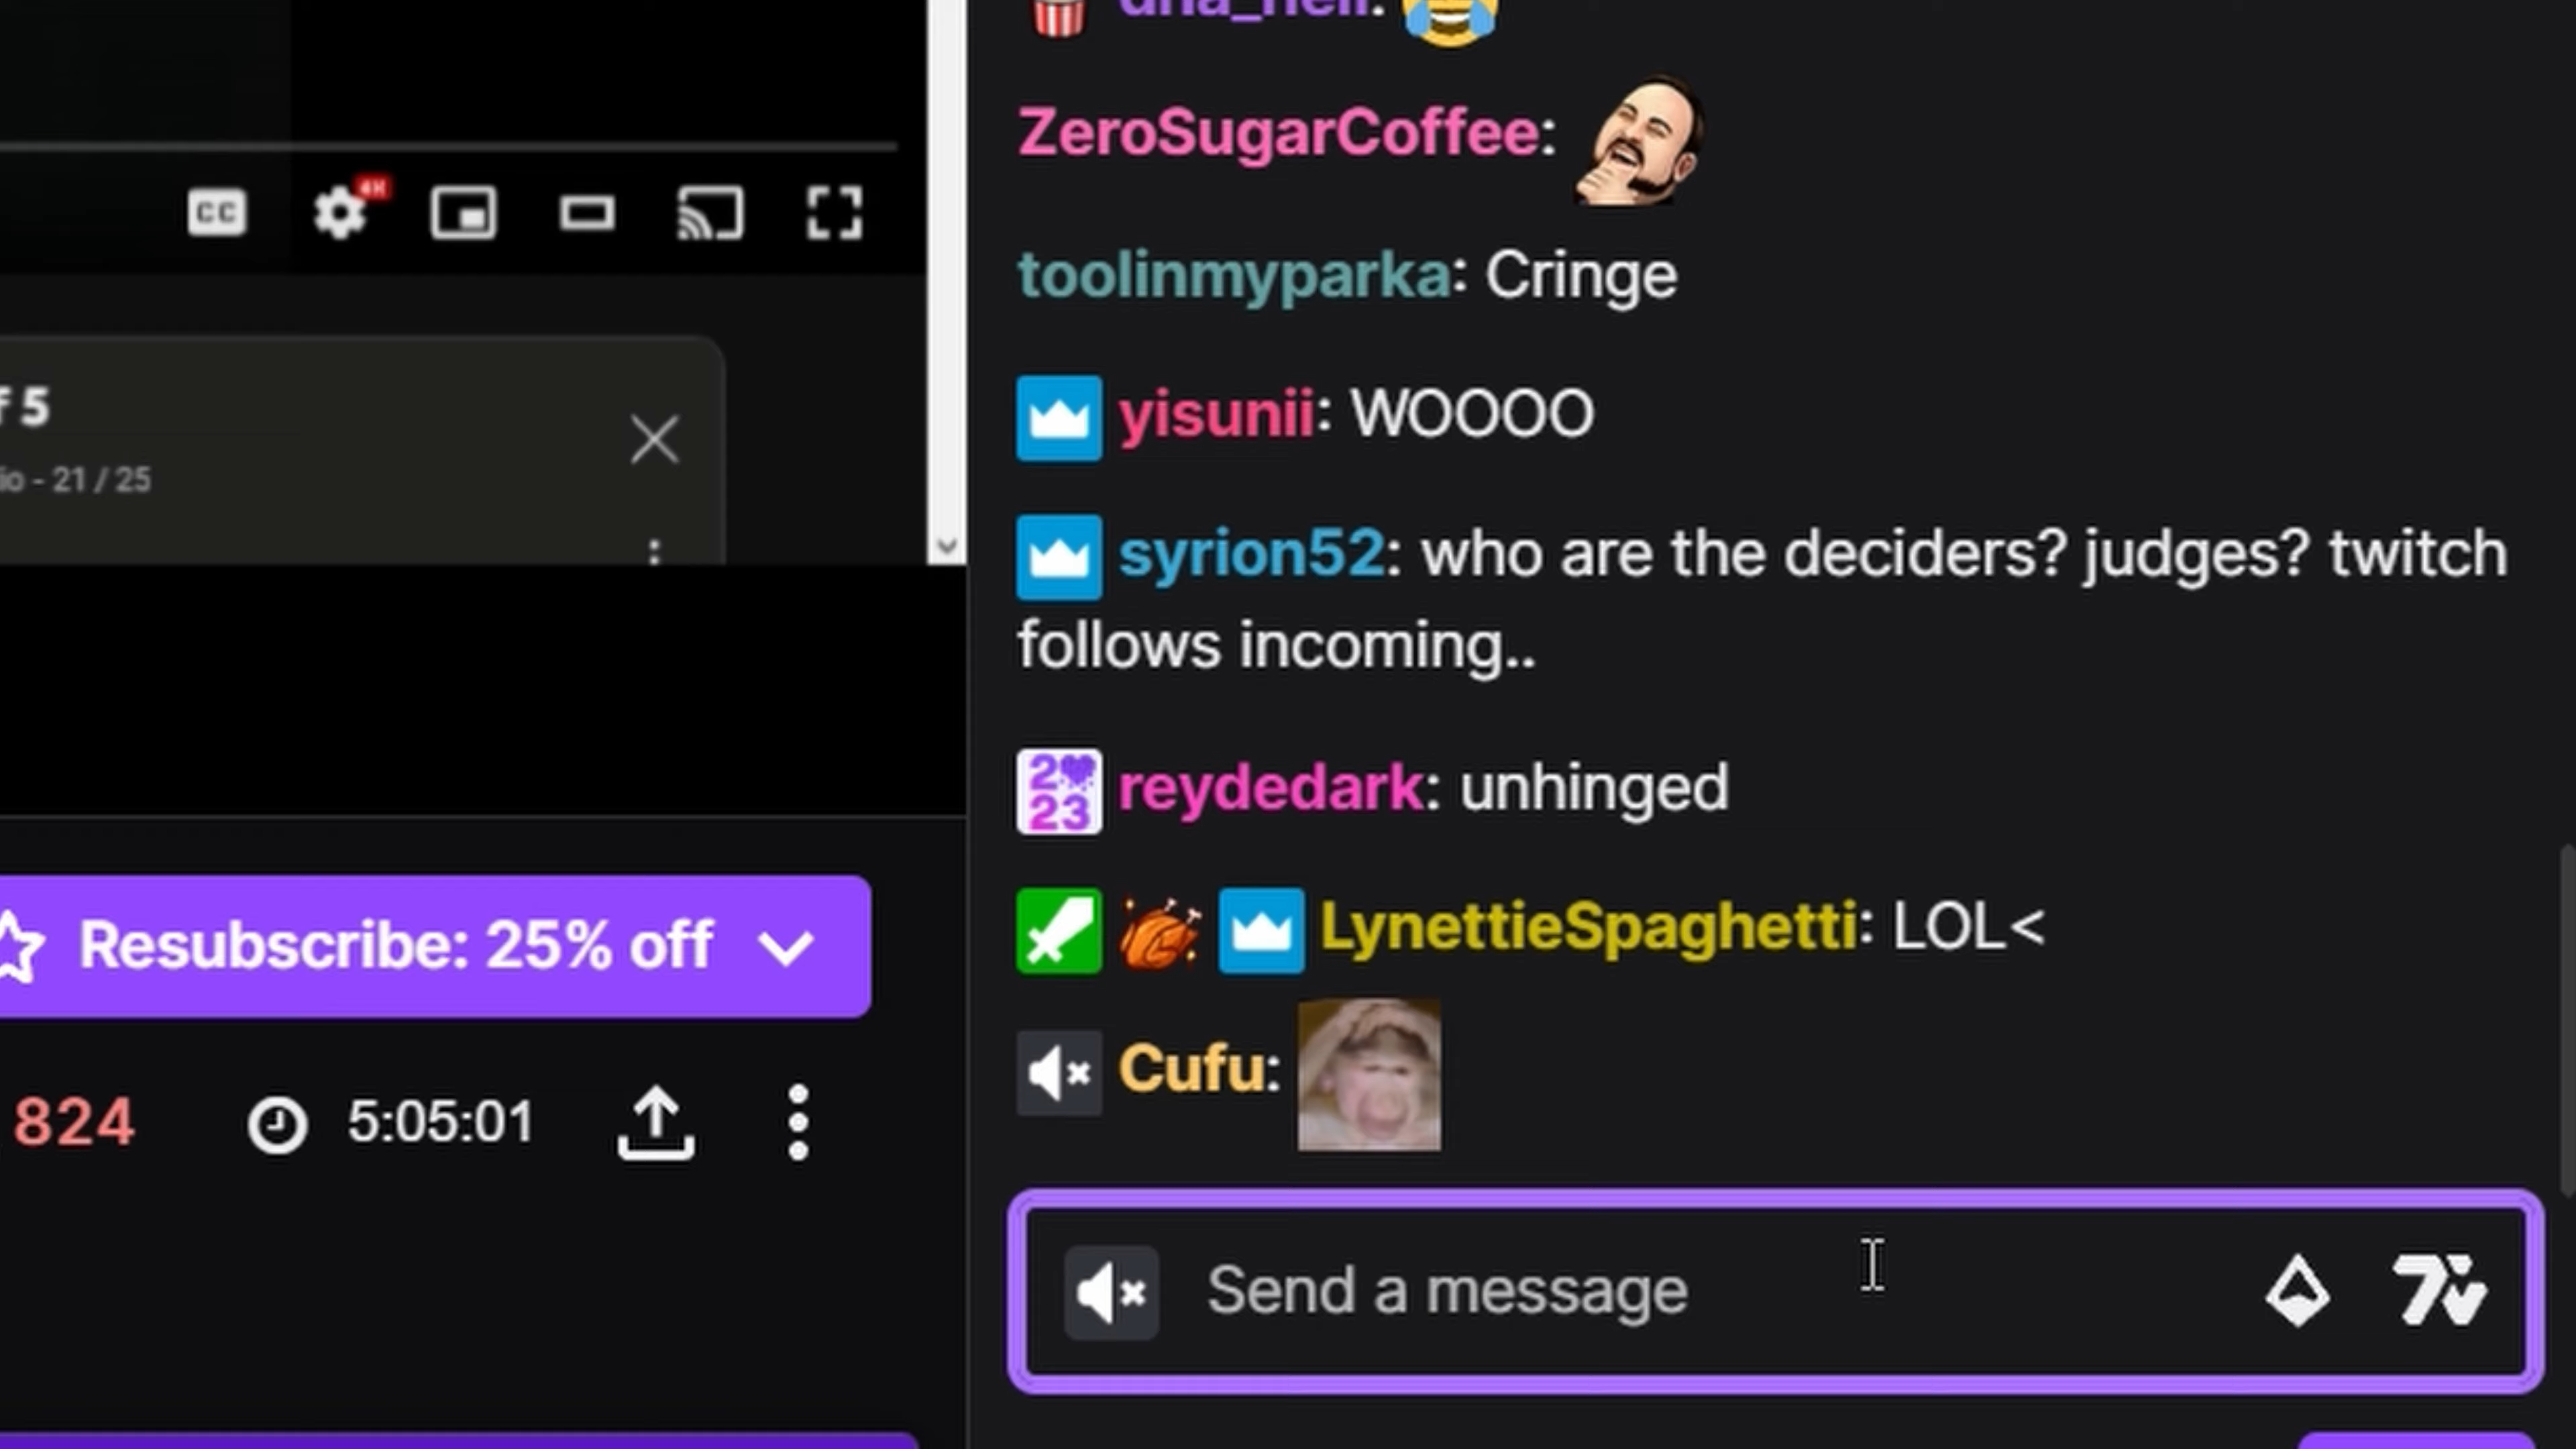 ZeroSugarCoffee:
toolinmyparka: Cringe
yisunii: WOOOO
syrion52: who are the deciders? judges? twitch
follows incoming..
2023 reydedark: unhinged
LynettieSpaghetti: LOL<
Cufu:
Send a message
CC
5
- 21 / 25
Resubscribe: 25% off
824
5:05:01